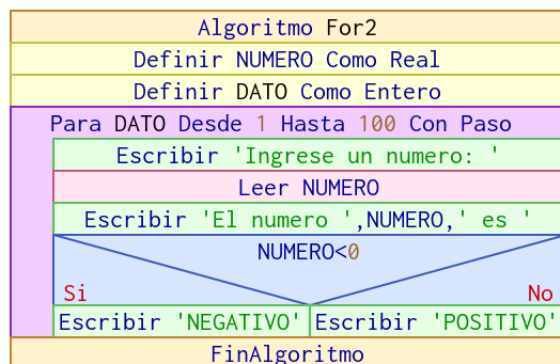 Algoritmo For2
Definir NUMERO Como Real
Definir DATO Como Entero
Para DATO Desde 1 Hasta 100 Con Paso
Escribir 'Ingrese un numero: '
Leer NUMERO
Escribir 'El numero ',NUMERO,' es '
NUMERO<0
Si No
Escribir 'NEGATIVO' Escribir 'POSITIVO'
FinAlgoritmo